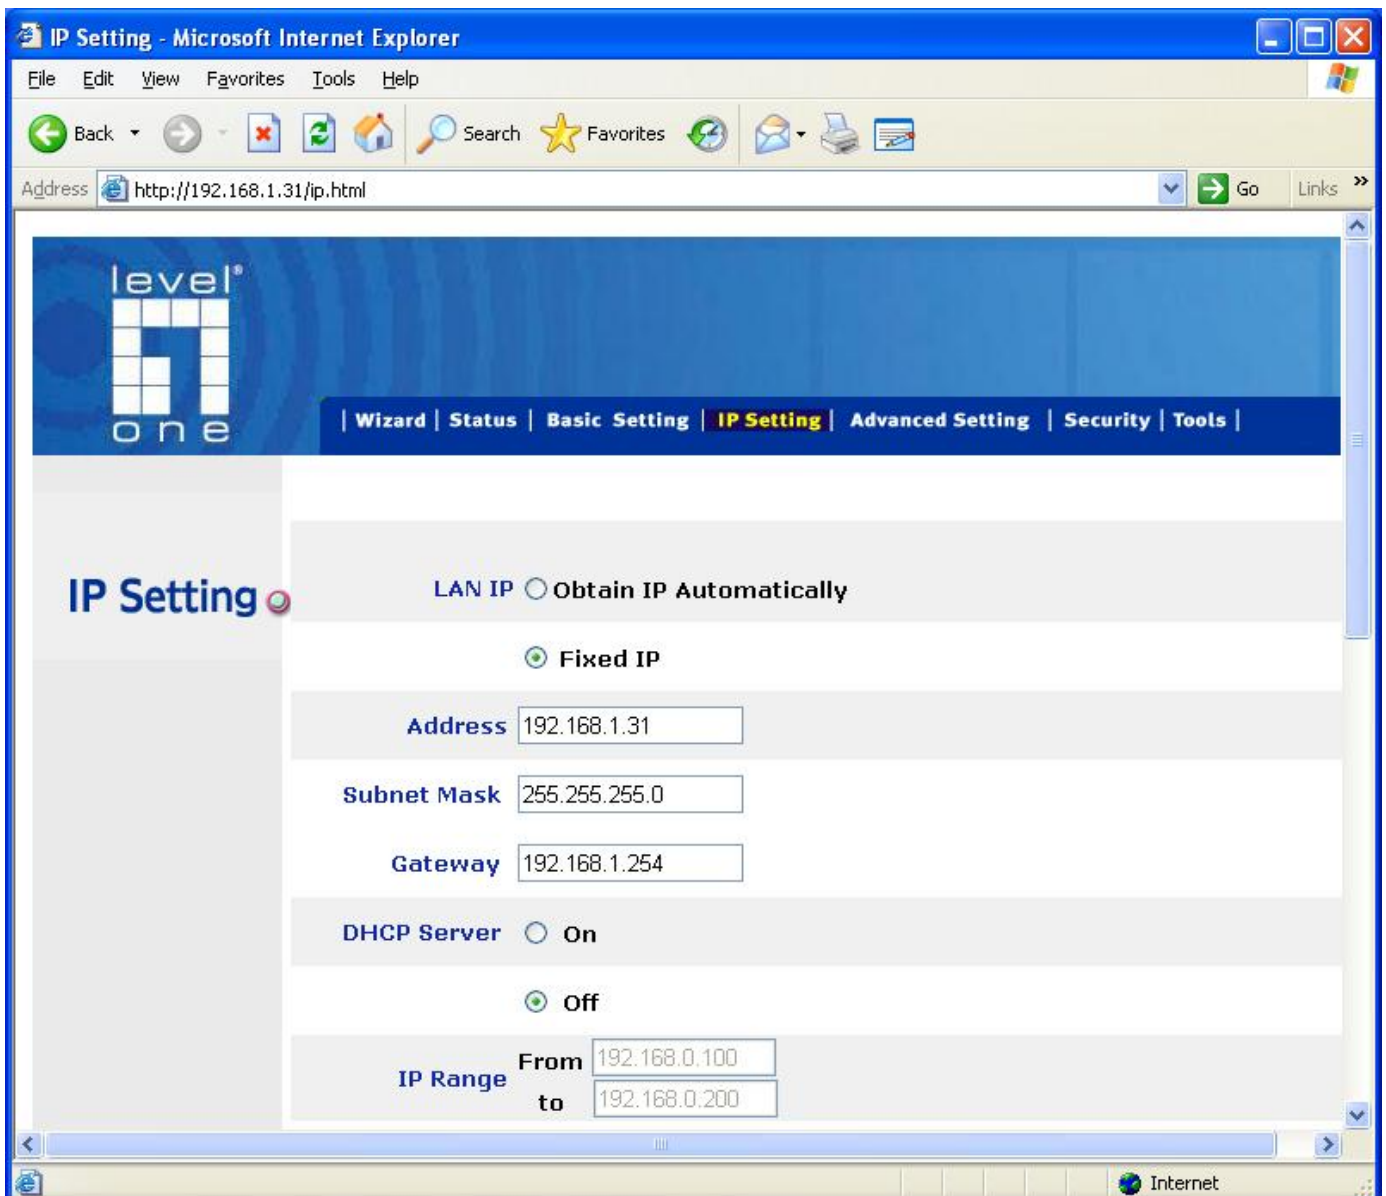 IP Setting - Microsoft Internet Explorer
File Edit View Favorites Tools Help
Back Search Favorites
Address http://192.168.1.31/ip.html Go Links »
level®
one
| Wizard | Status | Basic Setting | IP Setting | Advanced Setting | Security | Tools |
IP Setting
LAN IP Obtain IP Automatically
Fixed IP
Address 192.168.1.31
Subnet Mask 255.255.255.0
Gateway 192.168.1.254
DHCP Server On
Off
IP Range From 192.168.0.100
to 192.168.0.200
Internet